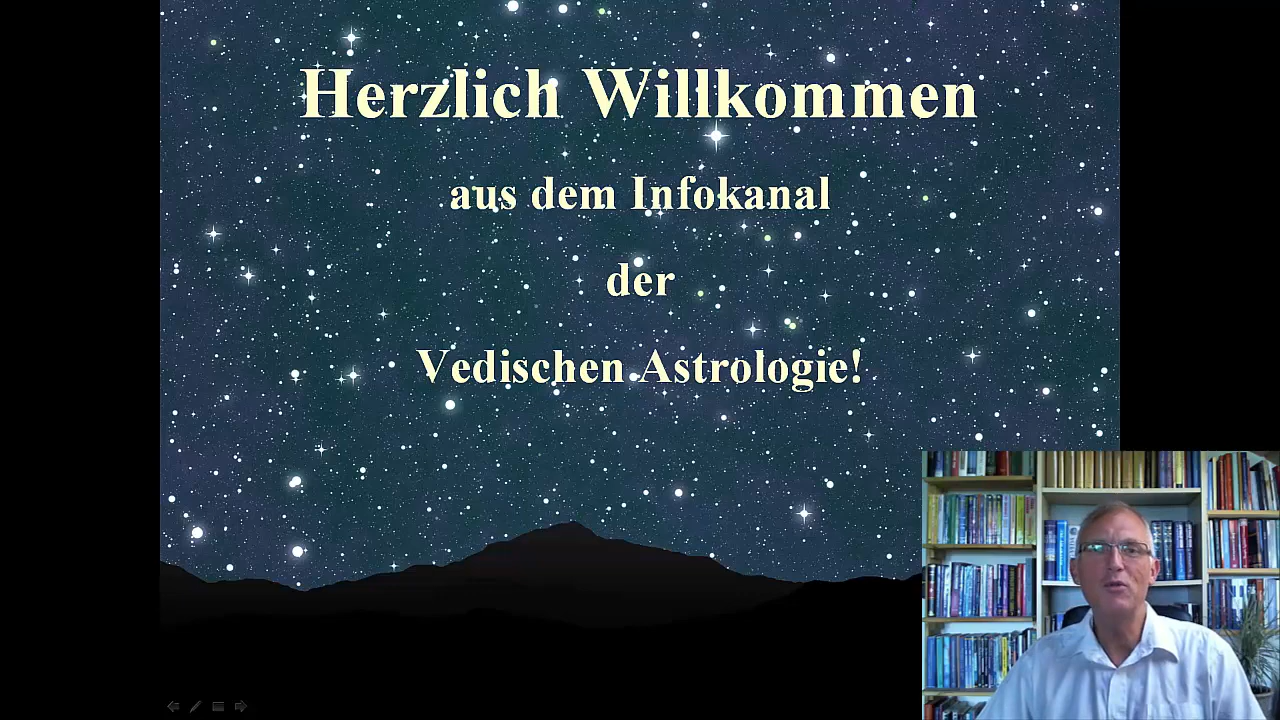 Herzlich Willkommen
aus dem Infokanal
der
Vedischen Astrologie!